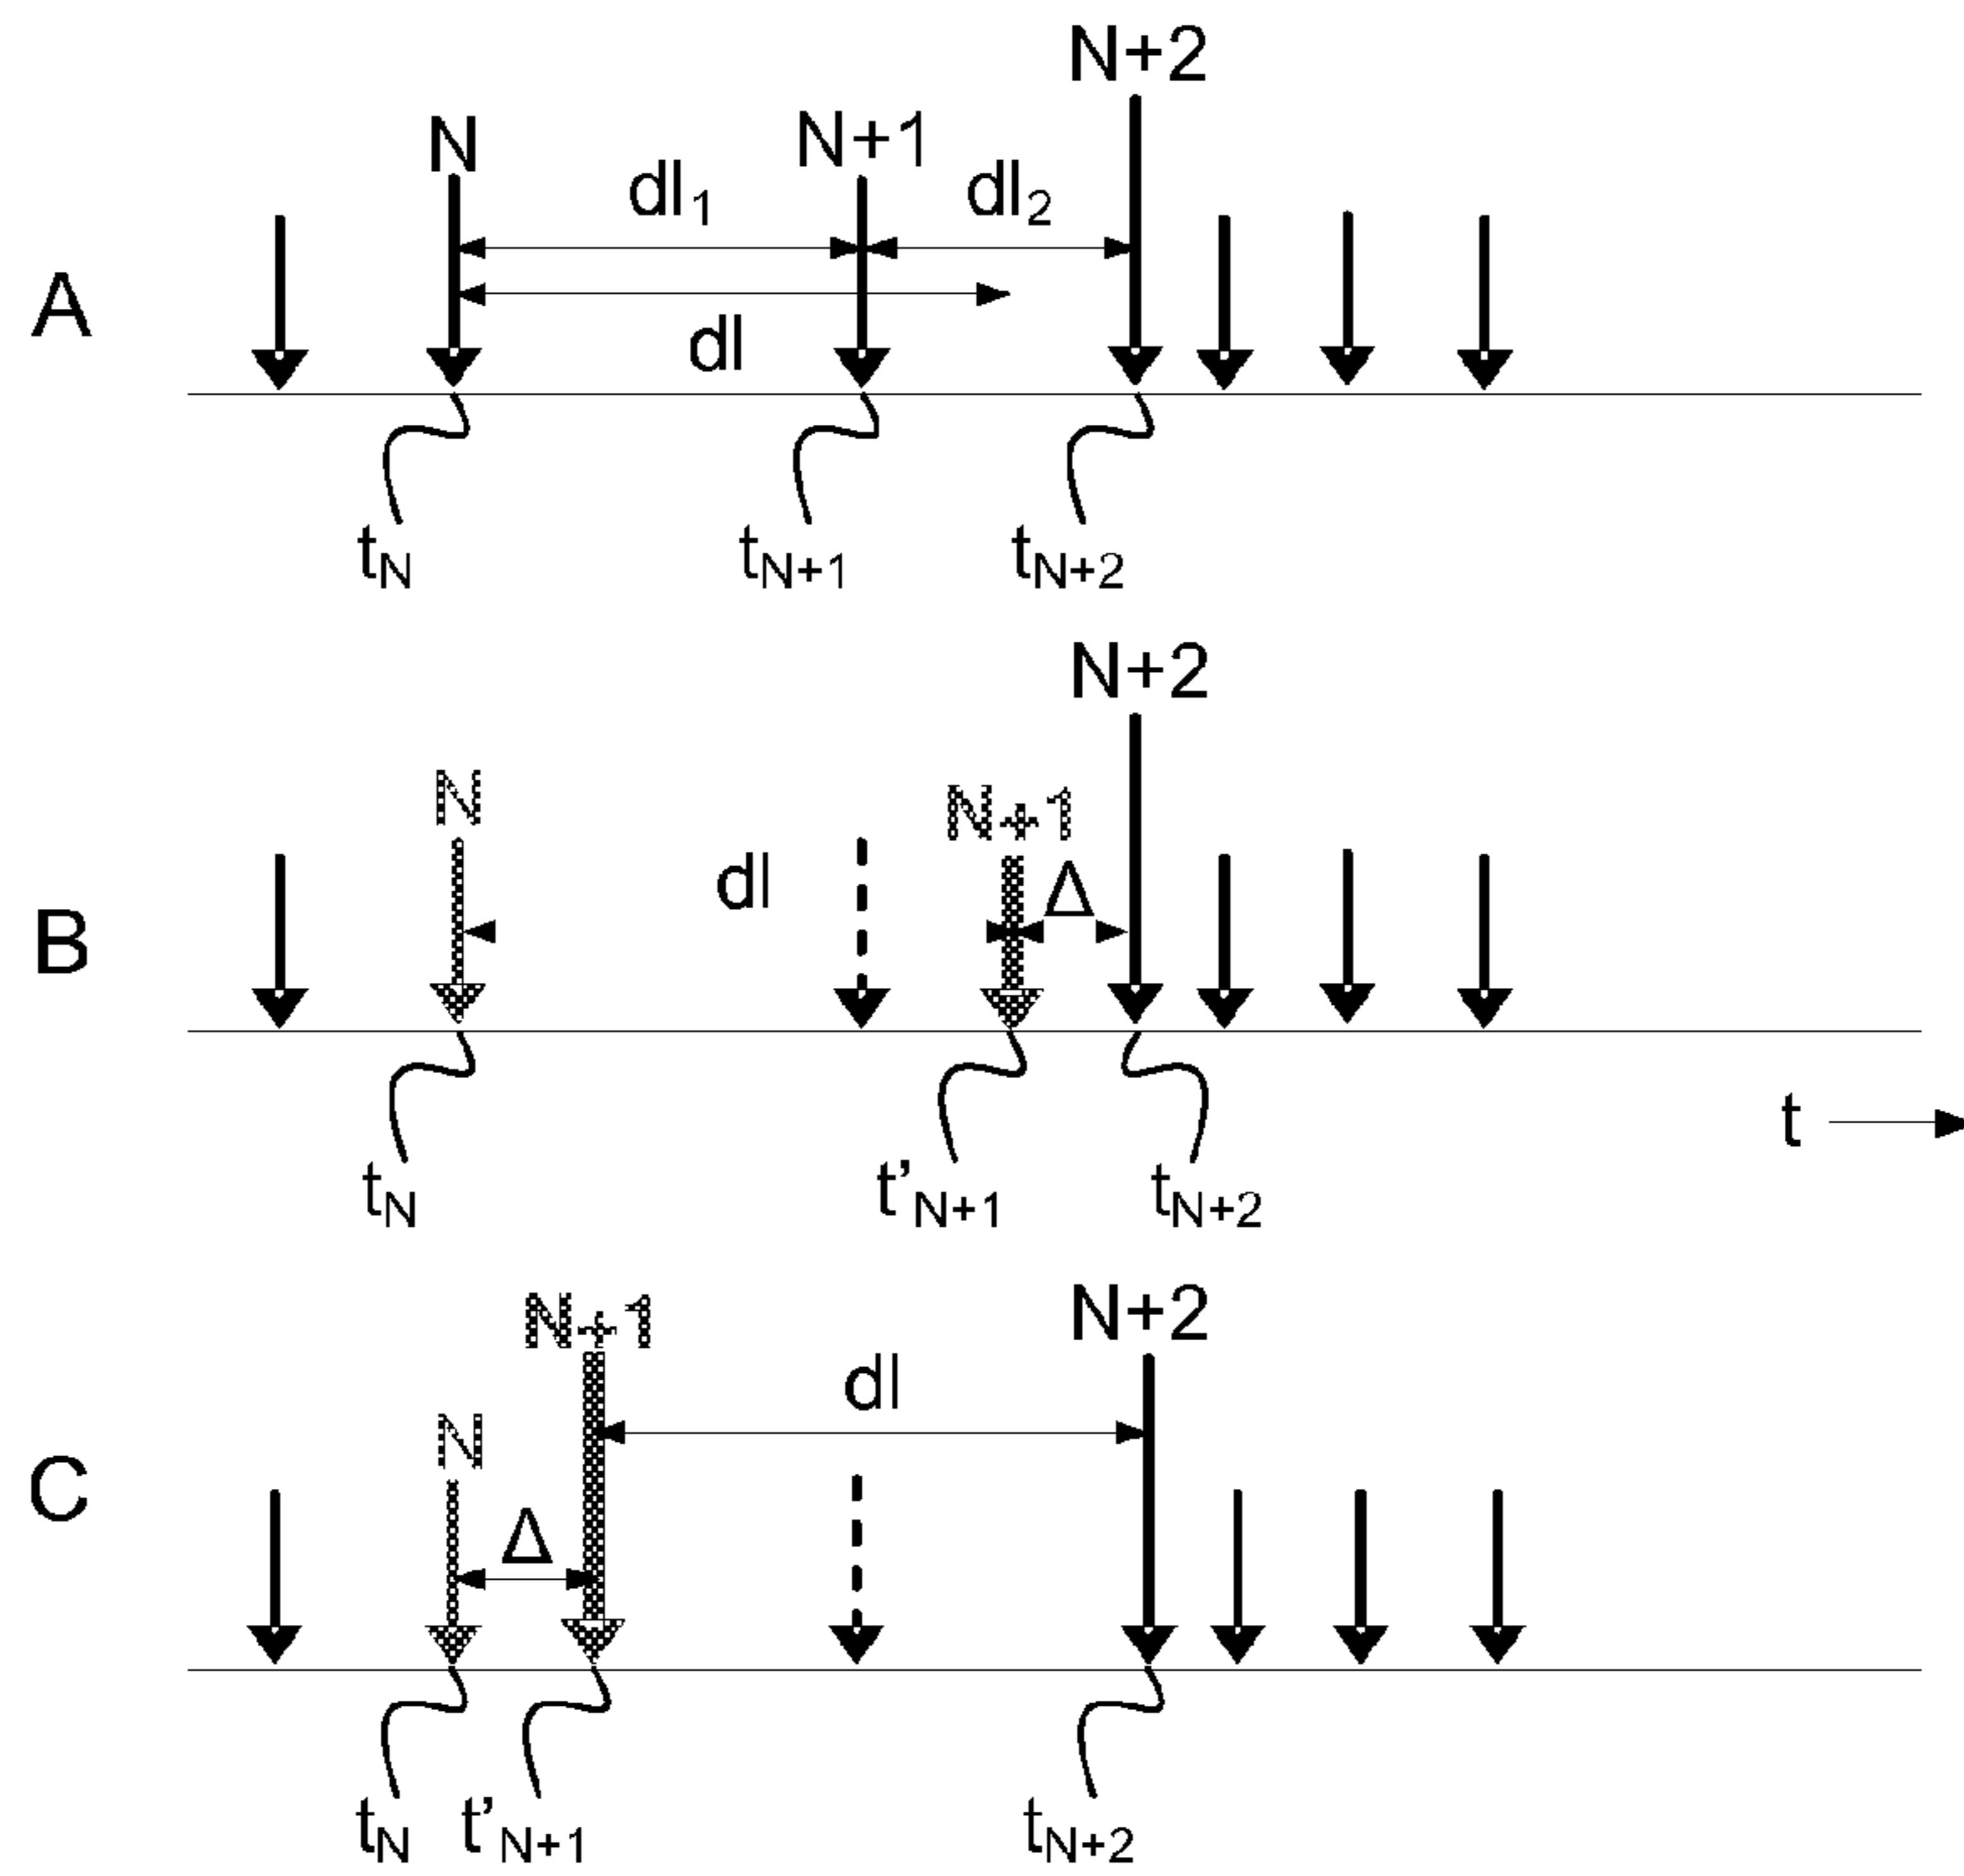 N+2
N
N+1
dl₁
dl₂
A
dl
tN
tN+1
tN+2
N+2
N
N+1
dl
Δ
B
t
tN
t’N+1
tN+2
N+1
N+2
dl
N
Δ
C
tN
t’N+1
tN+2